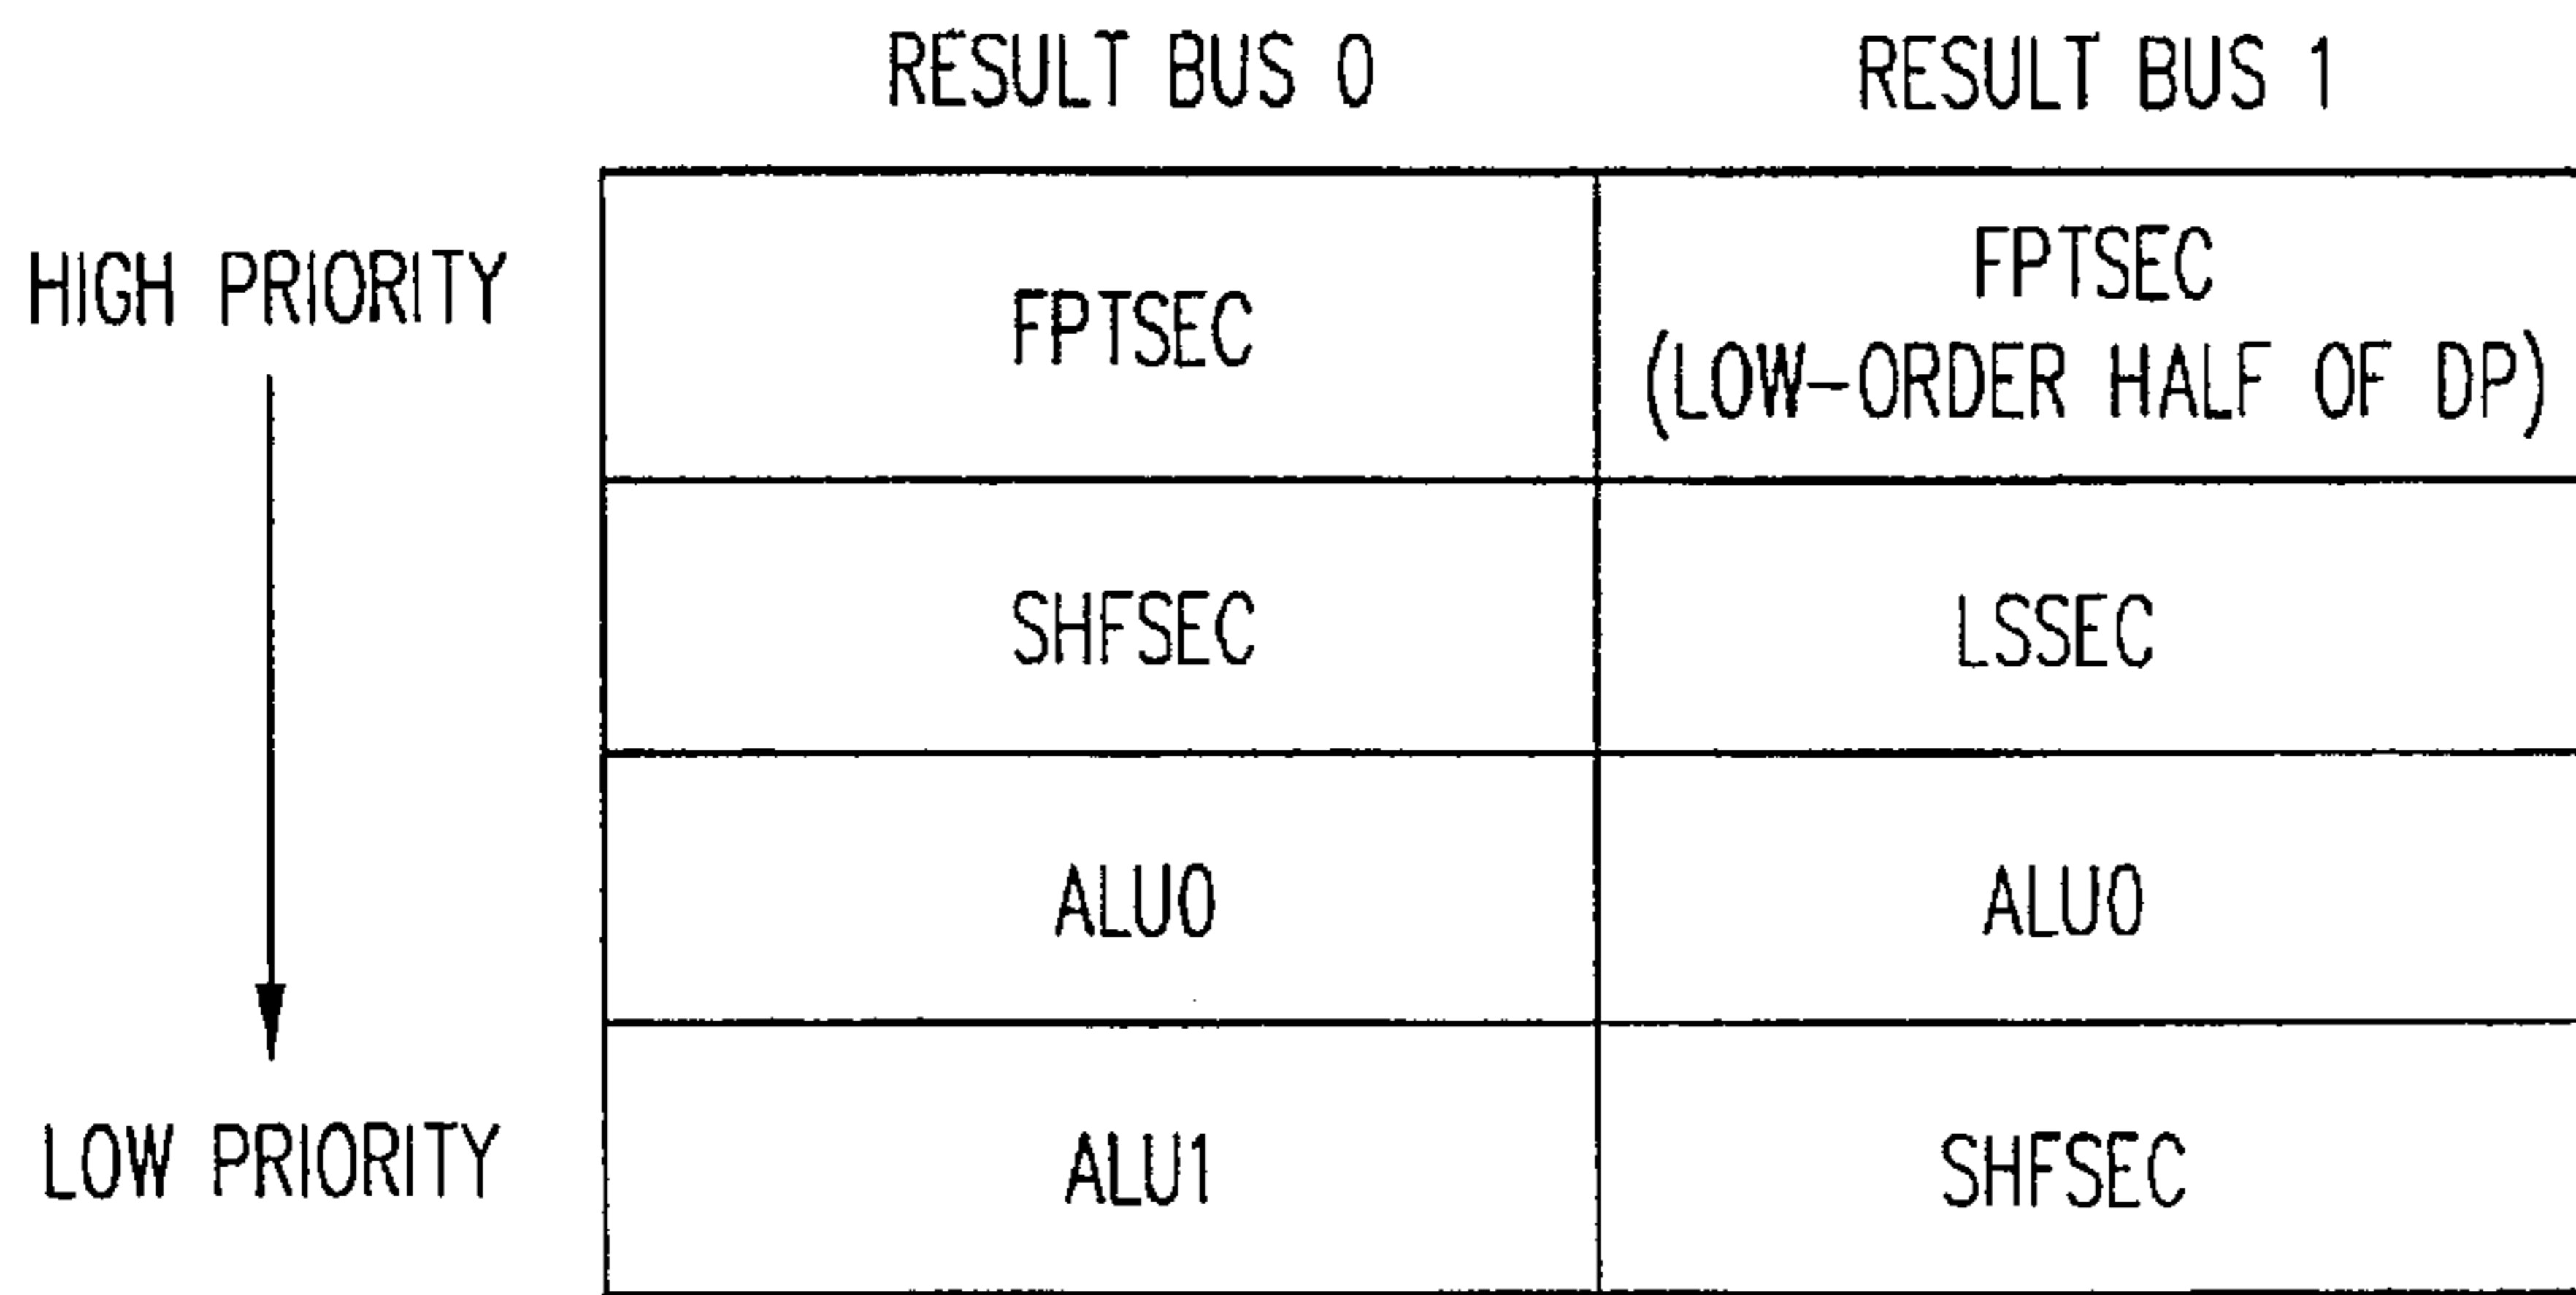 RESULT BUS 0
RESULT BUS 1
HIGH PRIORITY
FPTSEC
FPTSEC
(LOW-ORDER HALF OF DP)
SHFSEC
LSSEC
ALU0
ALU0
LOW PRIORITY
ALU1
SHFSEC